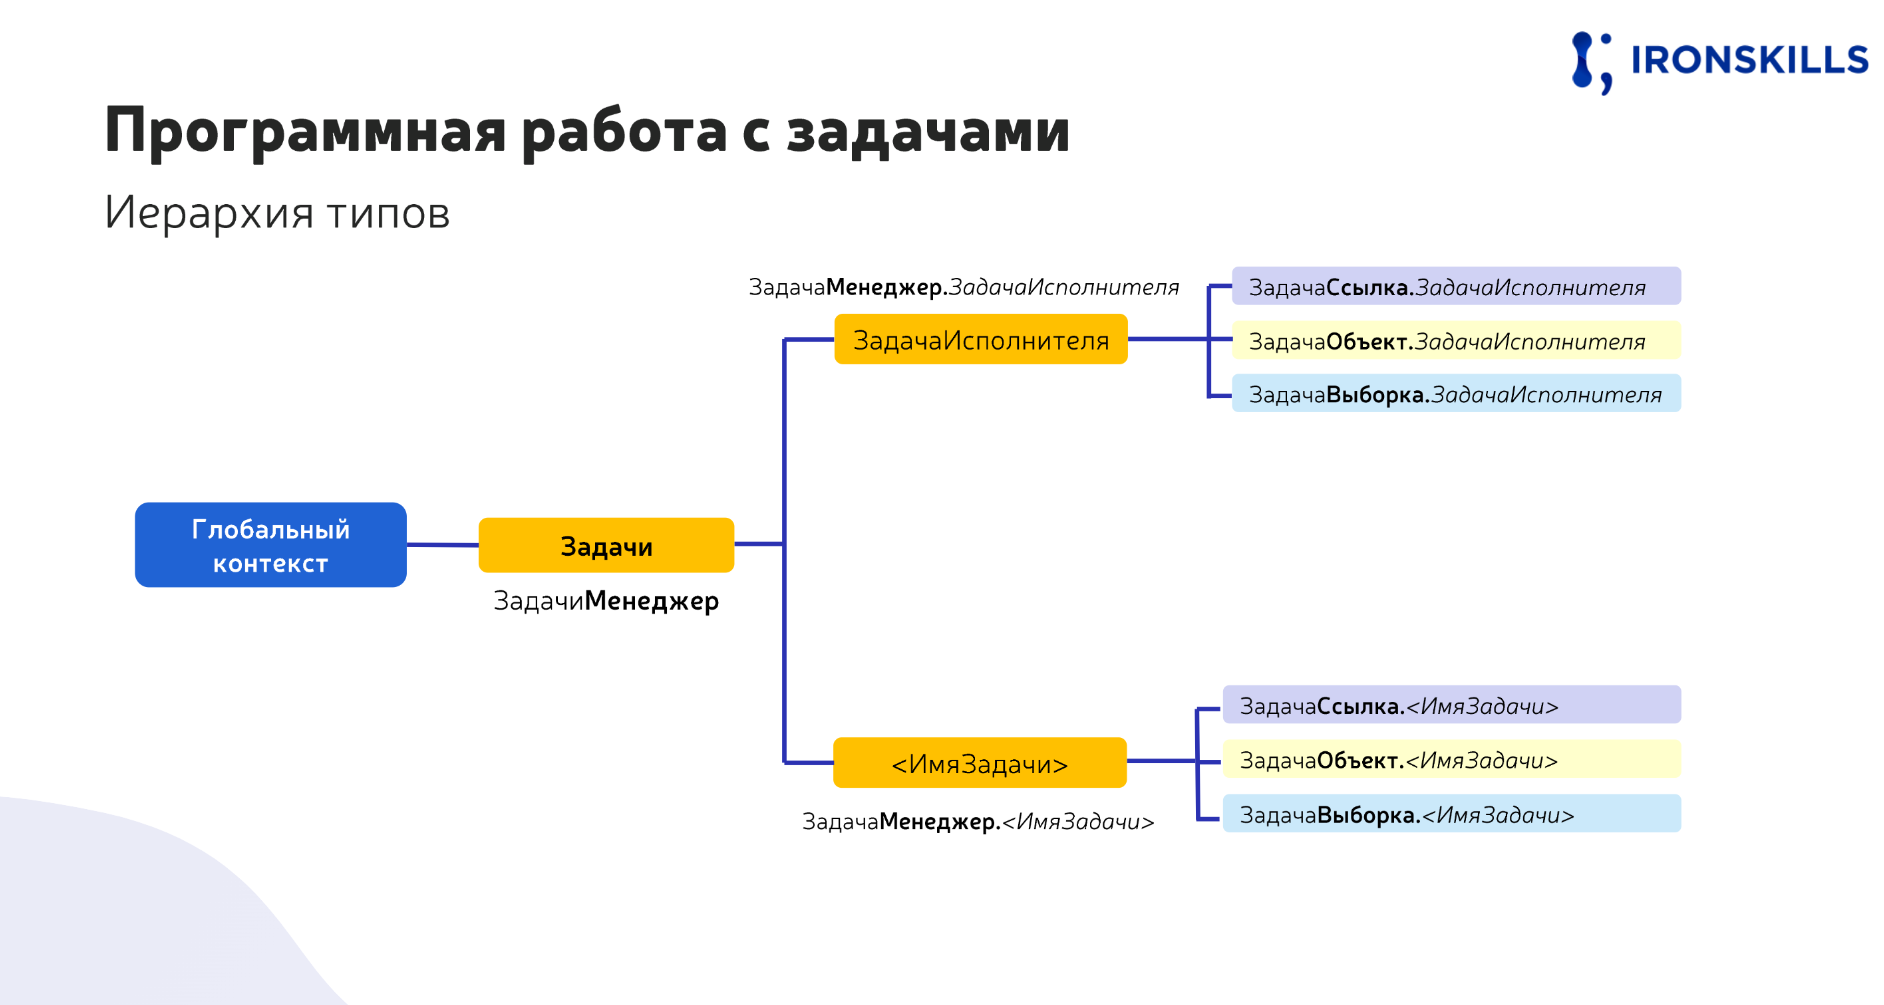 IRONSKILLS
Программная работа с задачами
Иерархия типов
ЗадачаМенеджер.ЗадачаИсполнителя
ЗадачаИсполнителя
ЗадачаСсылка.ЗадачаИсполнителя
ЗадачаОбъект.ЗадачаИсполнителя
ЗадачаВыборка.ЗадачаИсполнителя
Глобальный
контекст
Задачи
ЗадачиМенеджер
<ИмяЗадачи>
ЗадачаМенеджер.<ИмяЗадачи>
ЗадачаСсылка.<ИмяЗадачи>
ЗадачаОбъект.<ИмяЗадачи>
ЗадачаВыборка.<ИмяЗадачи>